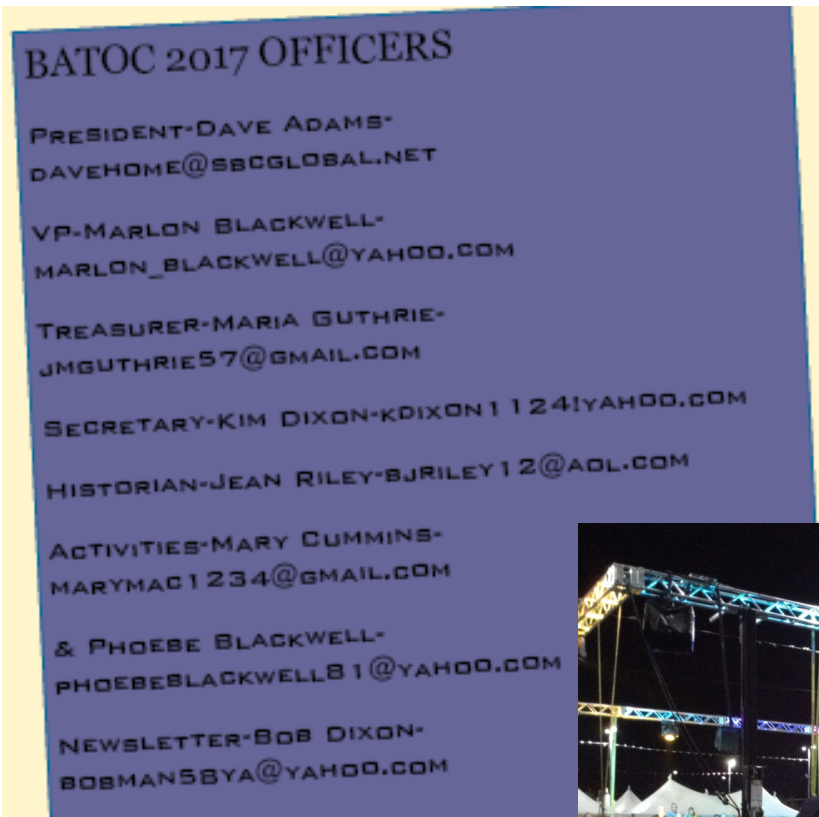 BATOC 2017 OFFICERS
PRESIDENT-DAVE ADAMS-
DAVEHOME@SBCGLOBAL.NET
VP-MARLON BLACKWELL-
MARLON_BLACKWELL@YAHOO.COM
TREASURER-MARIA GUTHRIE-
JMGUTHRIE57@GMAIL.COM
SECRETARY-KIM DIXON-KDIXON1124!YAHOO.COM
HISTORIAN-JEAN RILEY-BJRILEY12@AOL.COM
ACTIVITIES-MARY CUMMINS-
MARYMAC1234@GMAIL.COM
& PHOEBE BLACKWELL-
PHOEBEBLACKWELL81@YAHOO.COM
NEWSLETTER-BOB DIXON-
BOBMAN58YA@YAHOO.COM